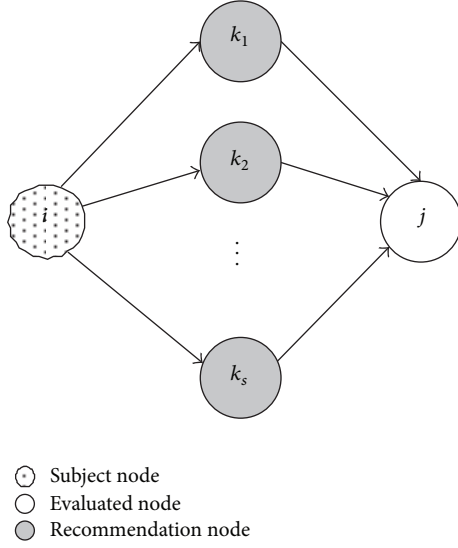 k₁
k₂
i
j
⋮
kₛ
Subject node
Evaluated node
Recommendation node